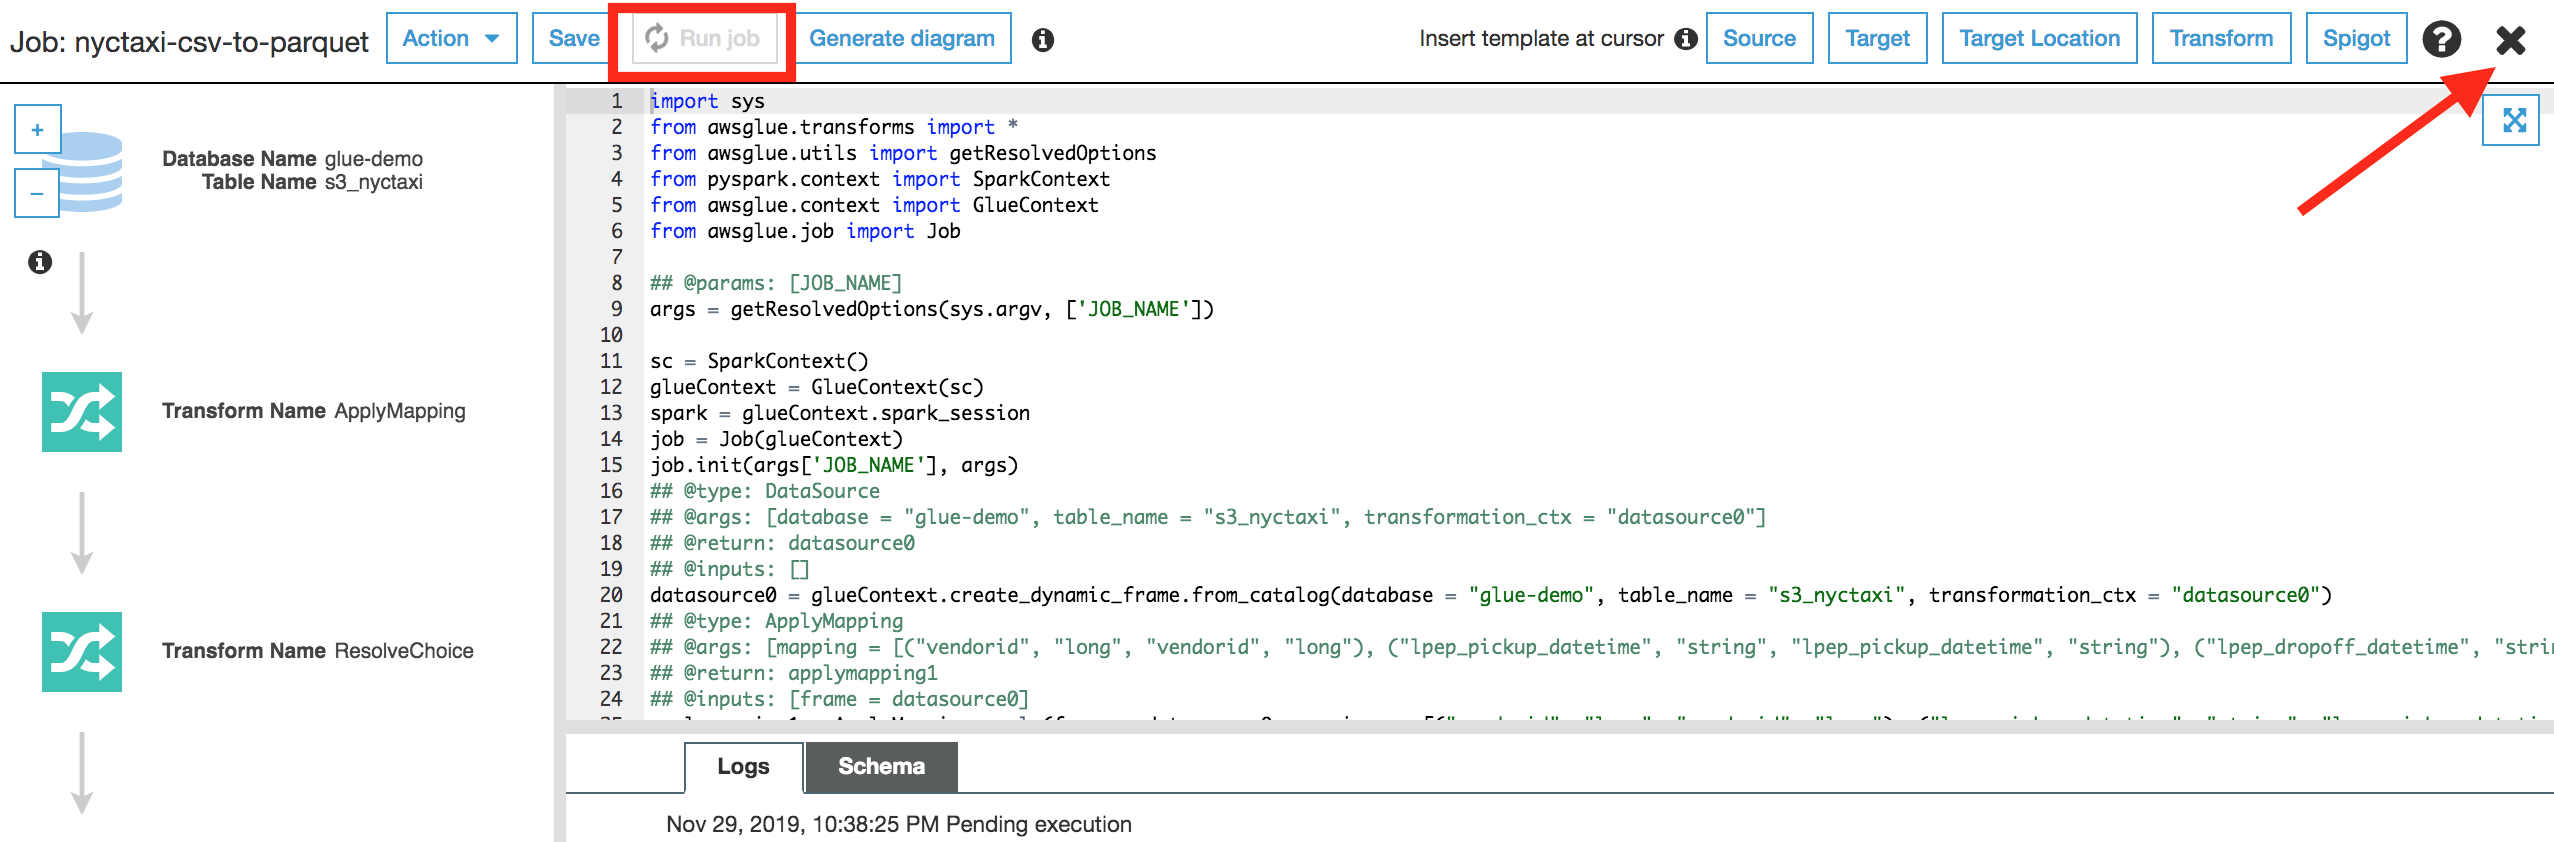 Job: nyctaxi-csv-to-parquet Action Save Run job Generate diagram Insert template at cursor Source Target Target Location Transform Spigot
Database Name glue-demo
Table Name s3_nyctaxi
Transform Name ApplyMapping
Transform Name ResolveChoice
1 import sys
2 from awsglue.transforms import *
3 from awsglue.utils import getResolvedOptions
4 from pyspark.context import SparkContext
5 from awsglue.context import GlueContext
6 from awsglue.job import Job
7
8 ## @params: [JOB_NAME]
9 args = getResolvedOptions(sys.argv, ['JOB_NAME'])
10
11 sc = SparkContext()
12 glueContext = GlueContext(sc)
13 spark = glueContext.spark_session
14 job = Job(glueContext)
15 job.init(args['JOB_NAME'], args)
16 ## @type: DataSource
17 ## @args: [database = "glue-demo", table_name = "s3_nyctaxi", transformation_ctx = "datasource0"]
18 ## @return: datasource0
19 ## @inputs: []
20 datasource0 = glueContext.create_dynamic_frame.from_catalog(database = "glue-demo", table_name = "s3_nyctaxi", transformation_ctx = "datasource0")
21 ## @type: ApplyMapping
22 ## @args: [mapping = [("vendorid", "long", "vendorid", "long"), ("lpep_pickup_datetime", "string", "lpep_pickup_datetime", "string"), ("lpep_dropoff_datetime", "stri
23 ## @return: applymapping1
24 ## @inputs: [frame = datasource0]
Logs Schema
Nov 29, 2019, 10:38:25 PM Pending execution